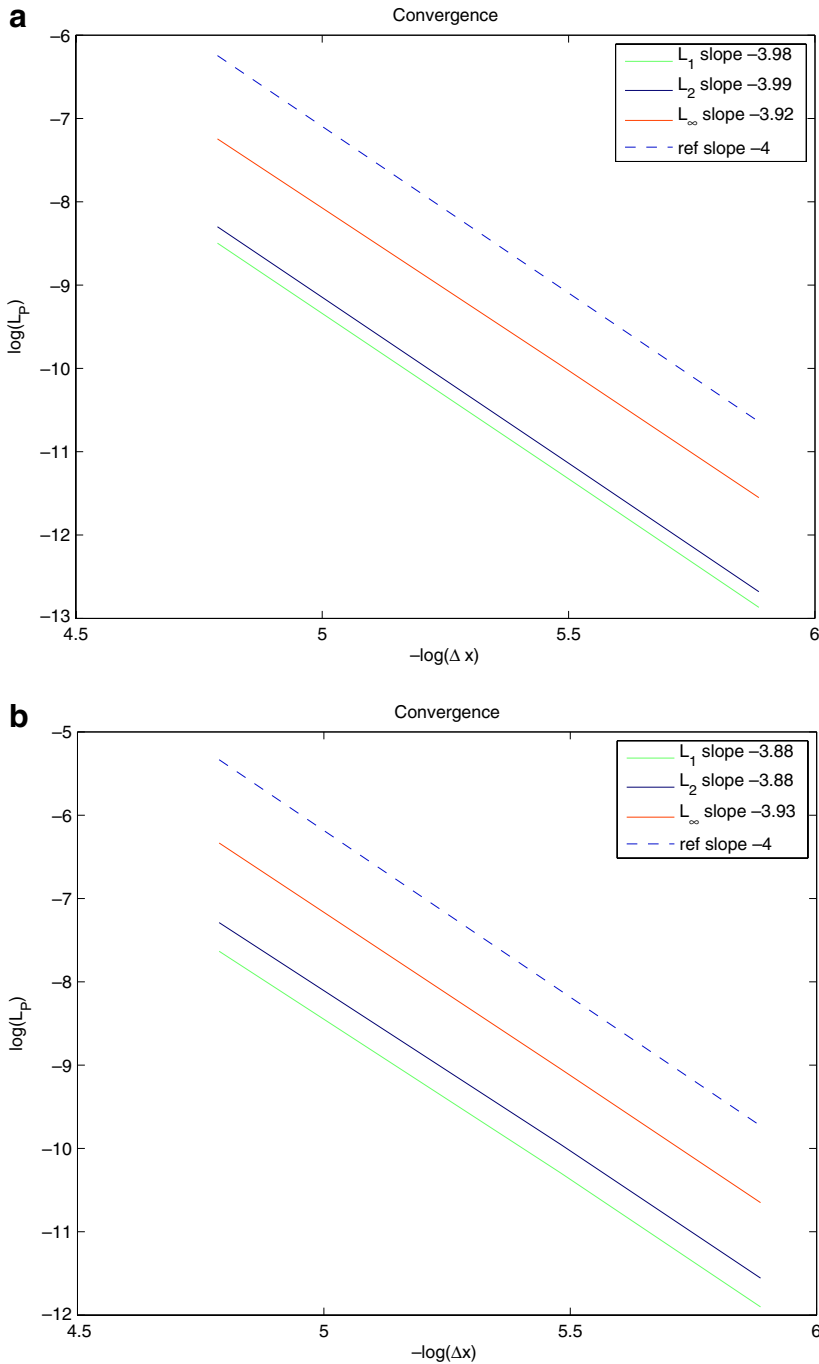 a
Convergence
L₁ slope −3.98
L₂ slope −3.99
L∞ slope −3.92
ref slope −4
−6
−7
−8
−9
−10
−11
−12
−13
log(Lₚ)
4.5
5
5.5
6
−log(Δ x)
b
Convergence
L₁ slope −3.88
L₂ slope −3.88
L∞ slope −3.93
ref slope −4
−5
−6
−7
−8
−9
−10
−11
−12
log(Lₚ)
4.5
5
5.5
6
−log(Δx)